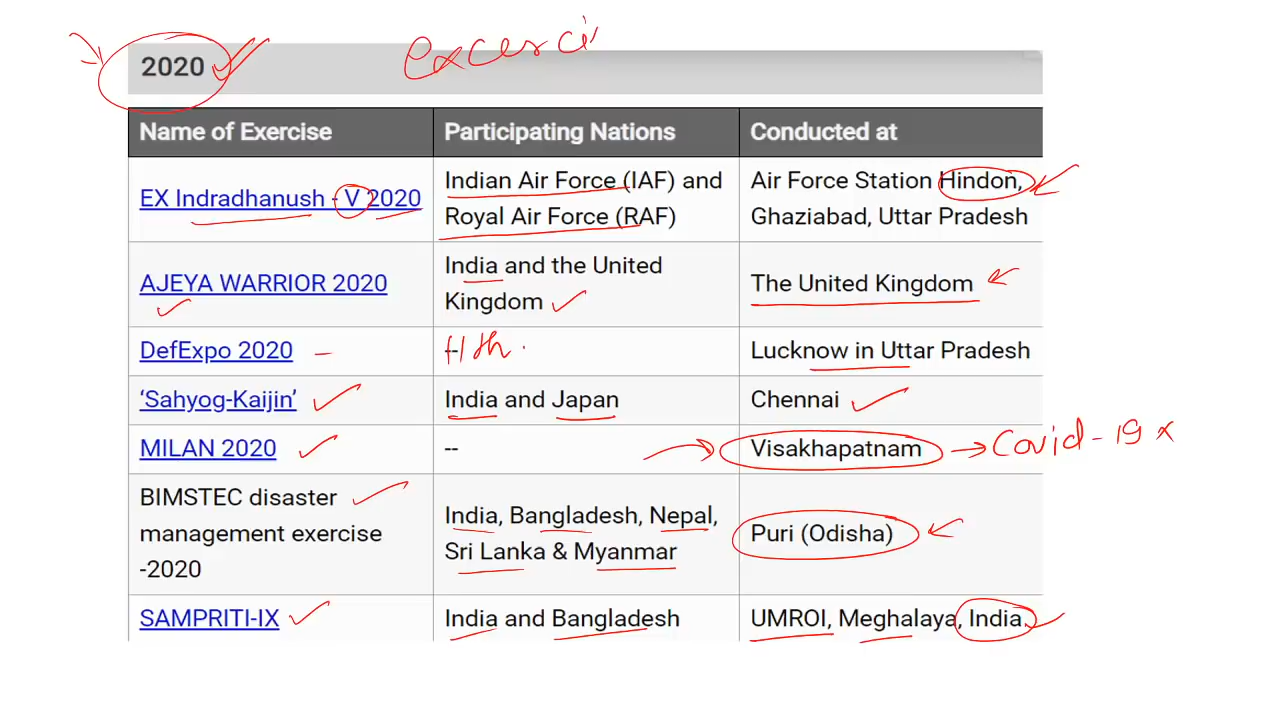 excerci
2020
Name of Exercise Participating Nations Conducted at
EX Indradhanush - V 2020
Indian Air Force (IAF) and
Royal Air Force (RAF)
Air Force Station Hindon,
Ghaziabad, Uttar Pradesh
AJEYA WARRIOR 2020
India and the United
Kingdom
The United Kingdom
DefExpo 2020
--
11th
Lucknow in Uttar Pradesh
‘Sahyog-Kaijin’
India and Japan
Chennai
MILAN 2020
--
Visakhapatnam
Covid-19 x
BIMSTEC disaster
management exercise
-2020
India, Bangladesh, Nepal,
Sri Lanka & Myanmar
Puri (Odisha)
SAMPRITI-IX
India and Bangladesh
UMROI, Meghalaya, India.